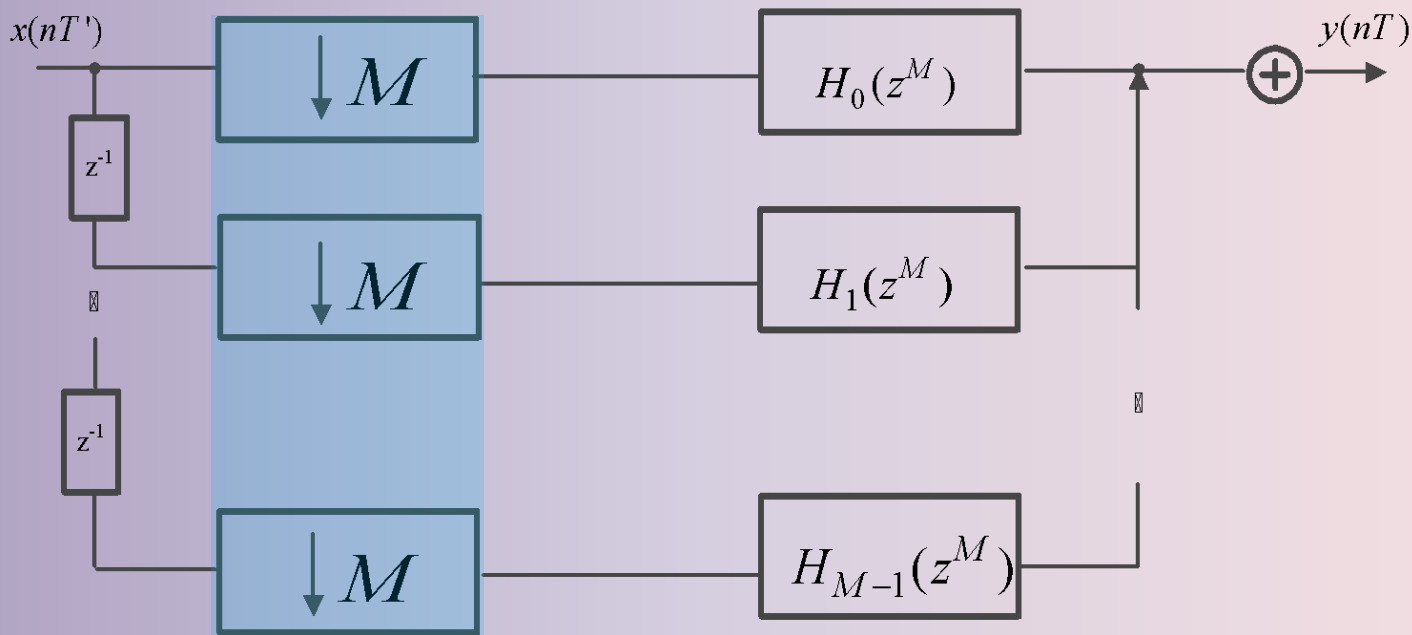 x(nT')
y(nT)
↓ M
H₀(z^M)
z⁻¹
↓ M
H₁(z^M)
z⁻¹
↓ M
H_{M−1}(z^M)